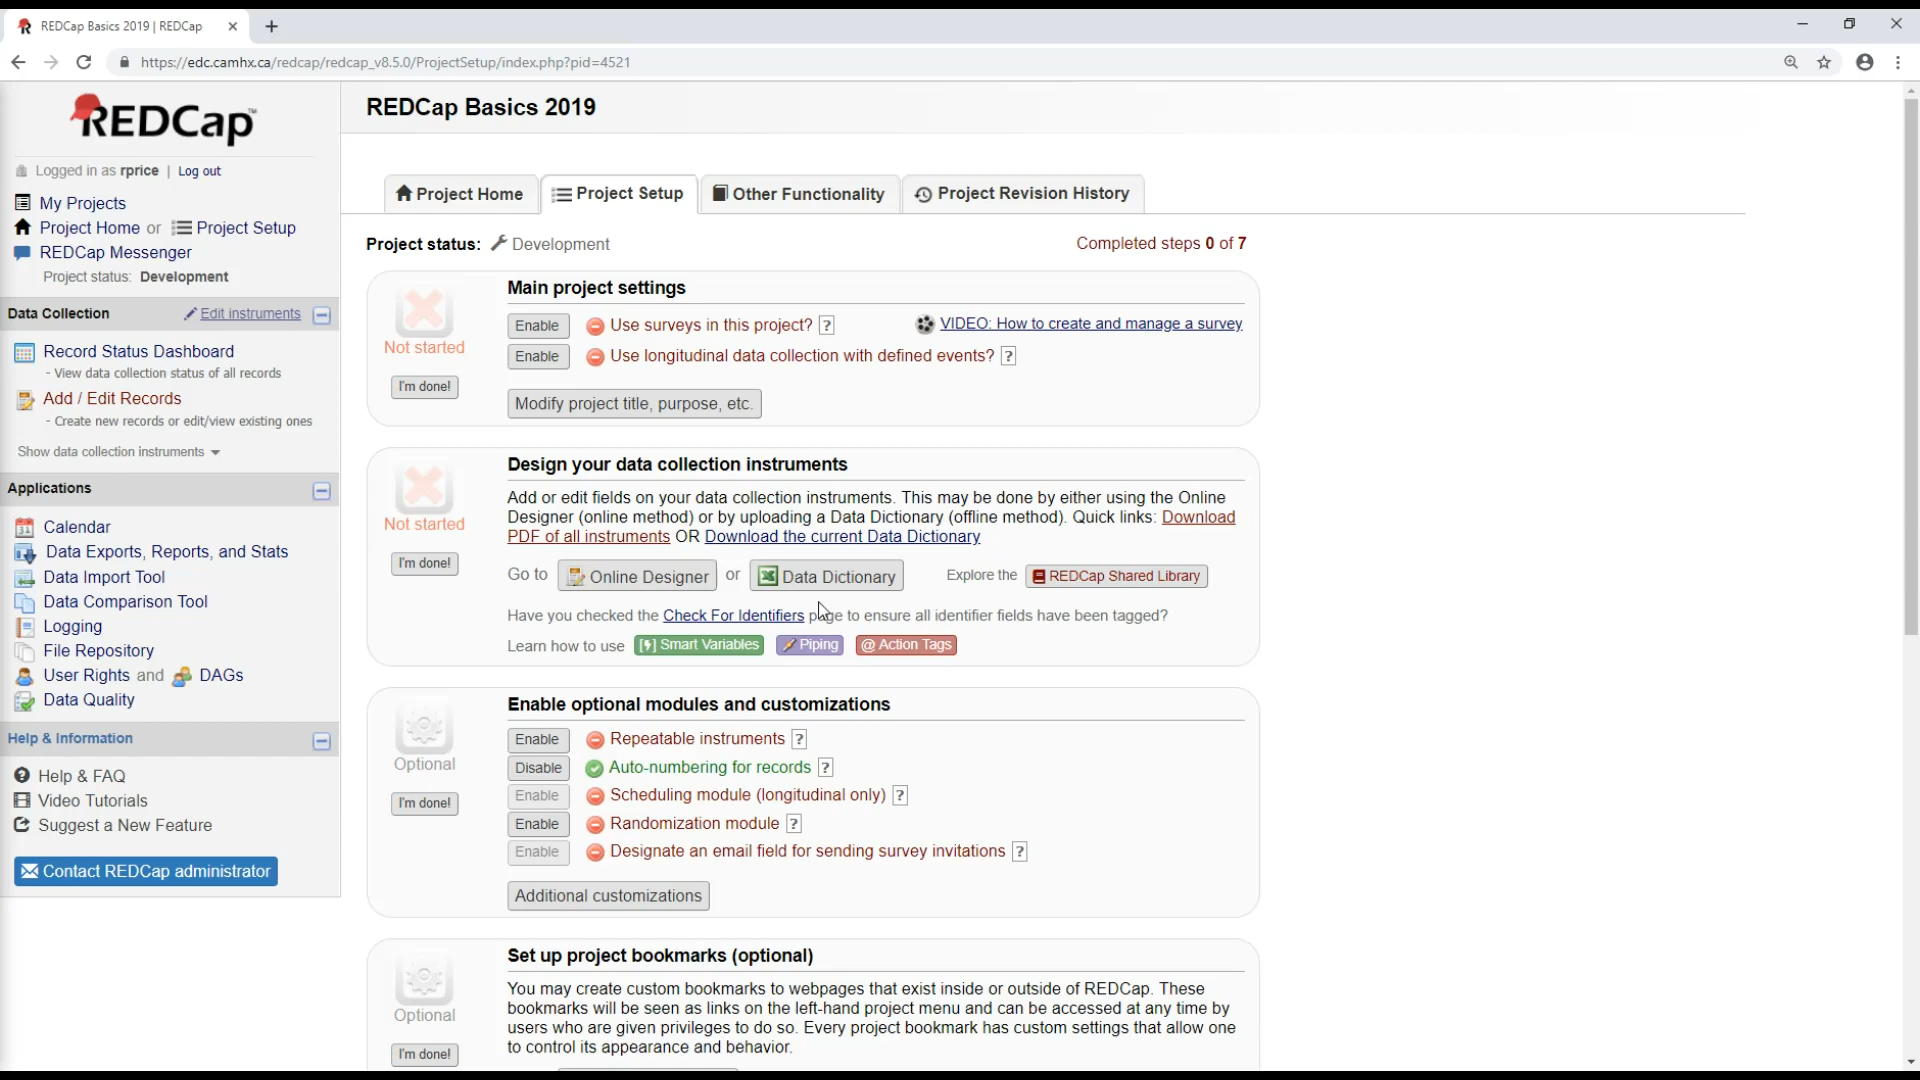 REDCap Basics 2019 | REDCap
https://edc.camhx.ca/redcap/redcap_v8.5.0/ProjectSetup/index.php?pid=4521
REDCap™
Logged in as rprice | Log out
My Projects
Project Home or Project Setup
REDCap Messenger
Project status: Development
Data Collection Edit instruments
Record Status Dashboard
- View data collection status of all records
Add / Edit Records
- Create new records or edit/view existing ones
Show data collection instruments
Applications
Calendar
Data Exports, Reports, and Stats
Data Import Tool
Data Comparison Tool
Logging
File Repository
User Rights and DAGs
Data Quality
Help & Information
Help & FAQ
Video Tutorials
Suggest a New Feature
Contact REDCap administrator
REDCap Basics 2019
Project Home Project Setup Other Functionality Project Revision History
Project status: Development Completed steps 0 of 7
Main project settings
Not started
I'm done!
Enable Use surveys in this project? ? VIDEO: How to create and manage a survey
Enable Use longitudinal data collection with defined events? ?
Modify project title, purpose, etc.
Design your data collection instruments
Not started
I'm done!
Add or edit fields on your data collection instruments. This may be done by either using the Online
Designer (online method) or by uploading a Data Dictionary (offline method). Quick links: Download
PDF of all instruments OR Download the current Data Dictionary
Go to Online Designer or Data Dictionary Explore the REDCap Shared Library
Have you checked the Check For Identifiers page to ensure all identifier fields have been tagged?
Learn how to use Smart Variables Piping @ Action Tags
Enable optional modules and customizations
Optional
I'm done!
Enable Repeatable instruments ?
Disable Auto-numbering for records ?
Enable Scheduling module (longitudinal only) ?
Enable Randomization module ?
Enable Designate an email field for sending survey invitations ?
Additional customizations
Set up project bookmarks (optional)
Optional
I'm done!
You may create custom bookmarks to webpages that exist inside or outside of REDCap. These
bookmarks will be seen as links on the left-hand project menu and can be accessed at any time by
users who are given privileges to do so. Every project bookmark has custom settings that allow one
to control its appearance and behavior.